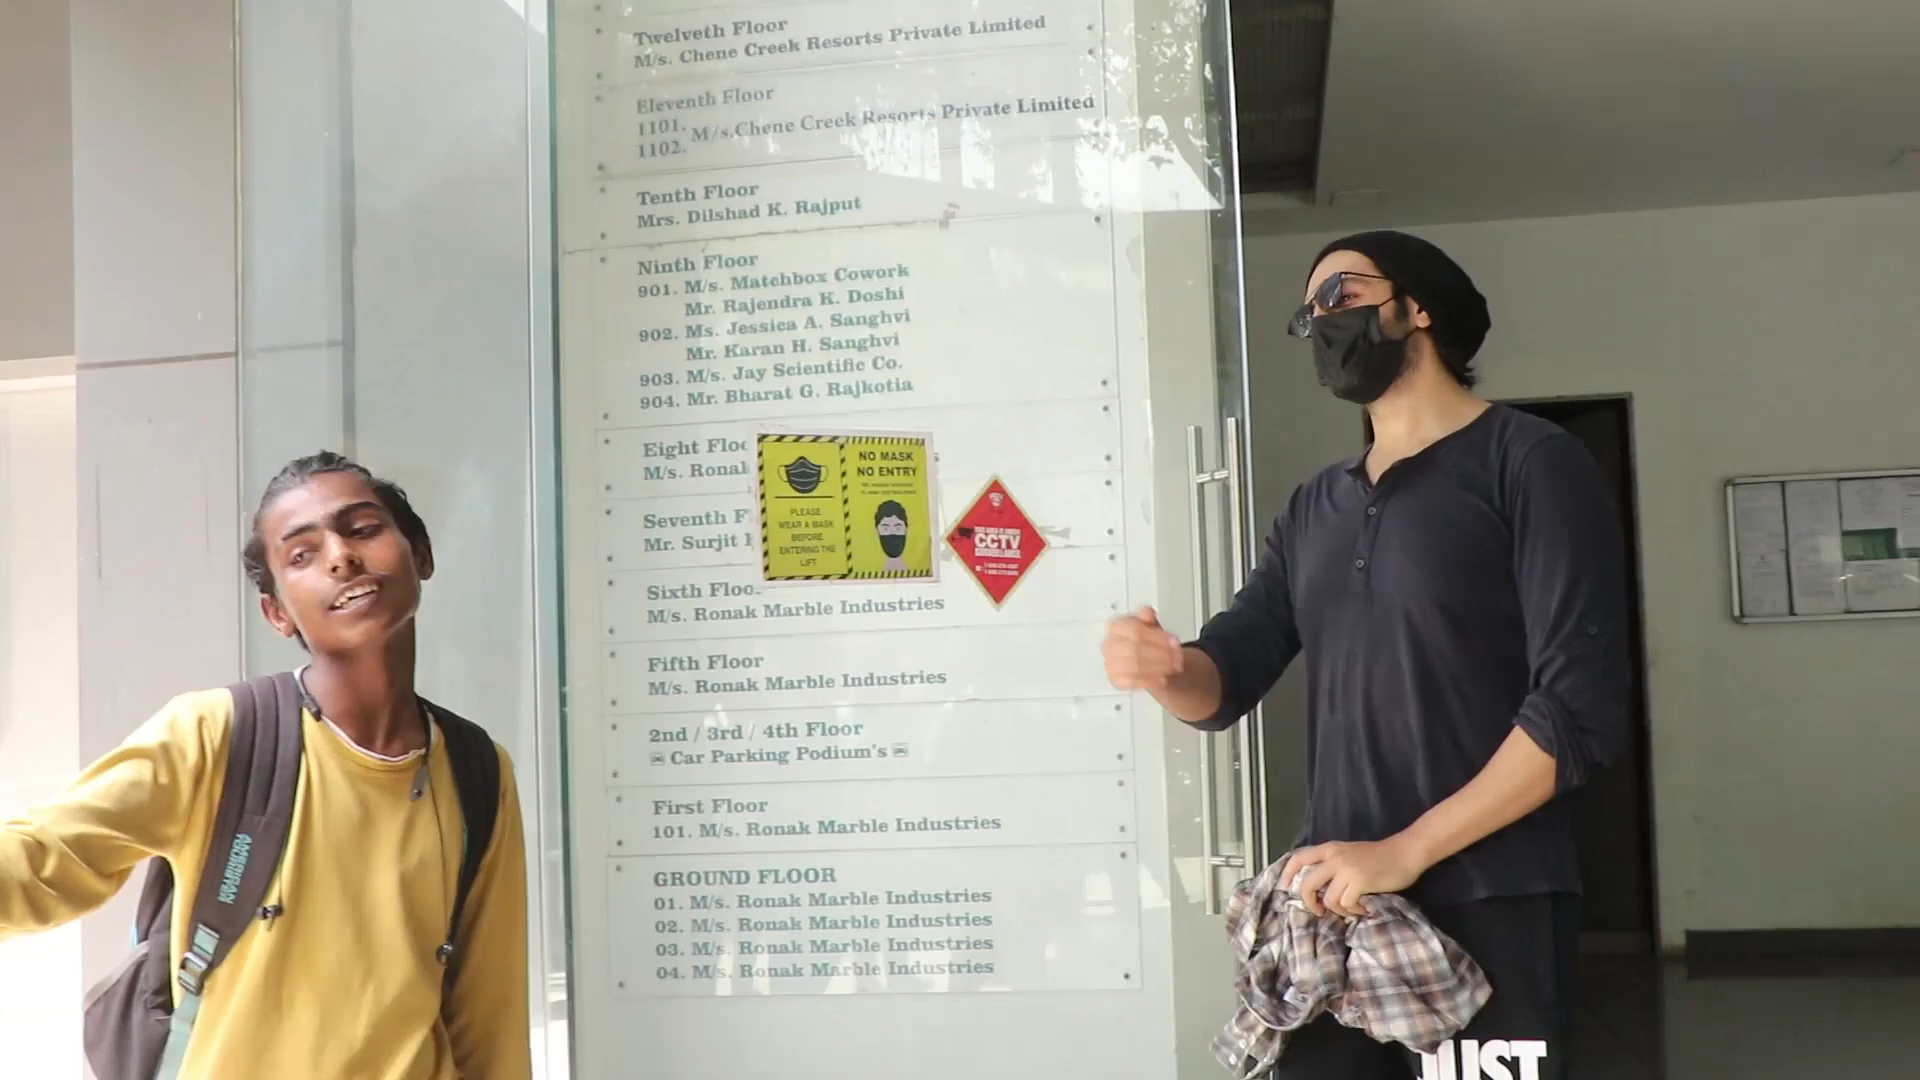 Twelveth Floor
M/s. Chene Creek Resorts Private Limited
Eleventh Floor
1101. M/s.Chene Creek Resorts Private Limited
1102.
Tenth Floor
Mrs. Dilshad K. Rajput
Ninth Floor
901. M/s. Matchbox Cowork
Mr. Rajendra K. Doshi
902. Ms. Jessica A. Sanghvi
Mr. Karan H. Sanghvi
903. M/s. Jay Scientific Co.
904. Mr. Bharat G. Rajkotia
Eight Floo
M/s. Ronak
Seventh F
Mr. Surjit
NO MASK
NO ENTRY
PLEASE
WEAR A MASK
BEFORE
ENTERING THE
LIFT
CCTV
SURVEILLANCE
Sixth Floo
M/s. Ronak Marble Industries
Fifth Floor
M/s. Ronak Marble Industries
2nd / 3rd / 4th Floor
Car Parking Podium's
First Floor
101. M/s. Ronak Marble Industries
GROUND FLOOR
01. M/s. Ronak Marble Industries
02. M/s. Ronak Marble Industries
03. M/s. Ronak Marble Industries
04. M/s. Ronak Marble Industries
AMERICAN
TOURISTER
JUST